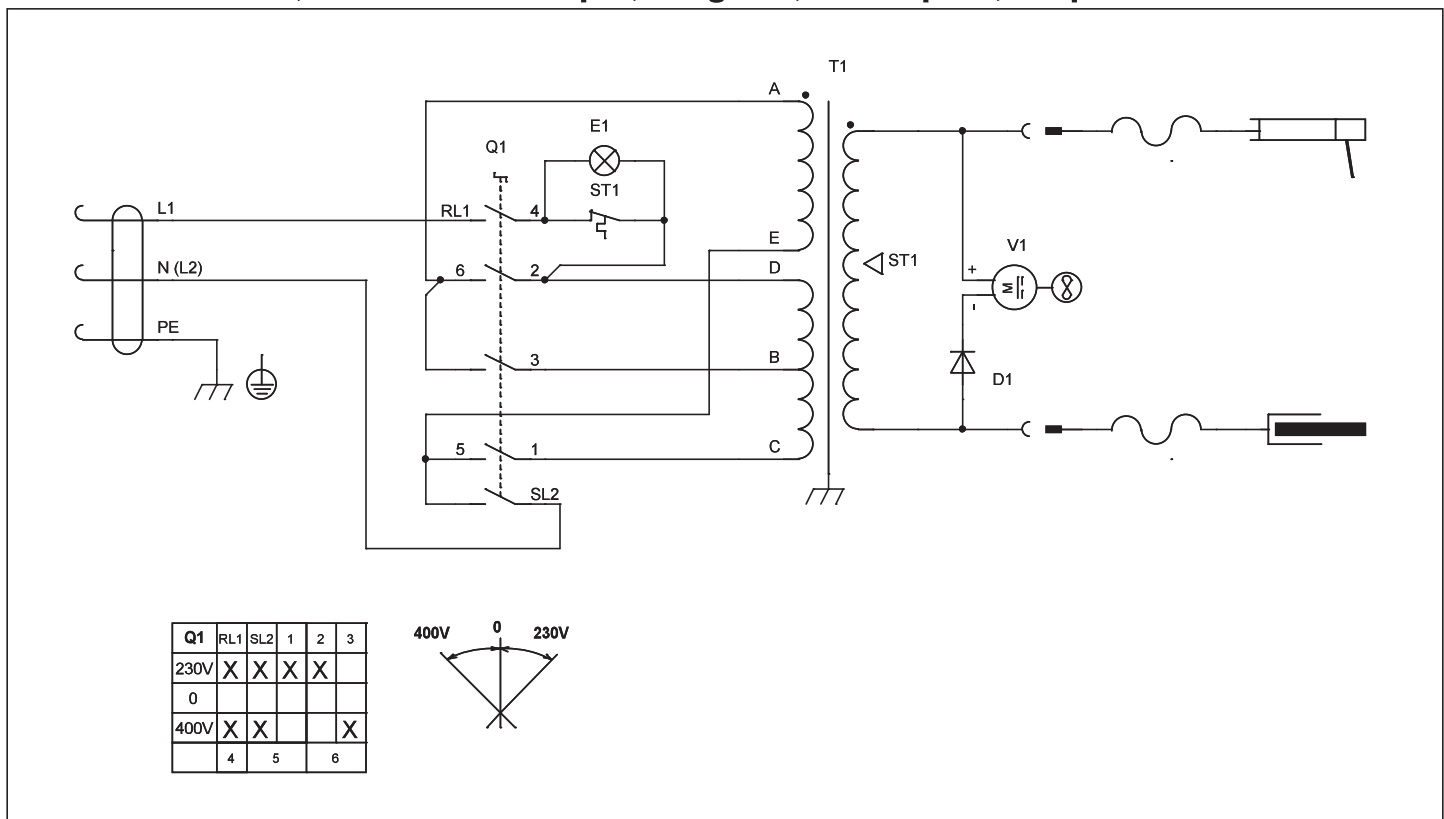 T1
A
E1
Q1
ST1
L1
RL1
4
E
V1
N (L2)
6
2
D
ST1
+
M
-
PE
3
B
D1
5
1
C
SL2
Q1 RL1 SL2 1 2 3
230V X X X X
0
400V X X X
4 5 6
400V 0 230V